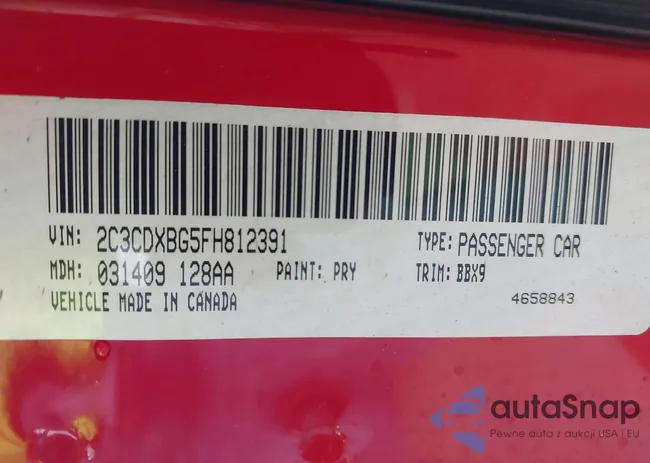 VIN: 2C3CDXBG5FH812391 TYPE: PASSENGER CAR
MDH: 031409 128AA PAINT: PRY TRIM: BBX9
VEHICLE MADE IN CANADA 4658843
autaSnap
Pewne auta z aukcji USA i EU